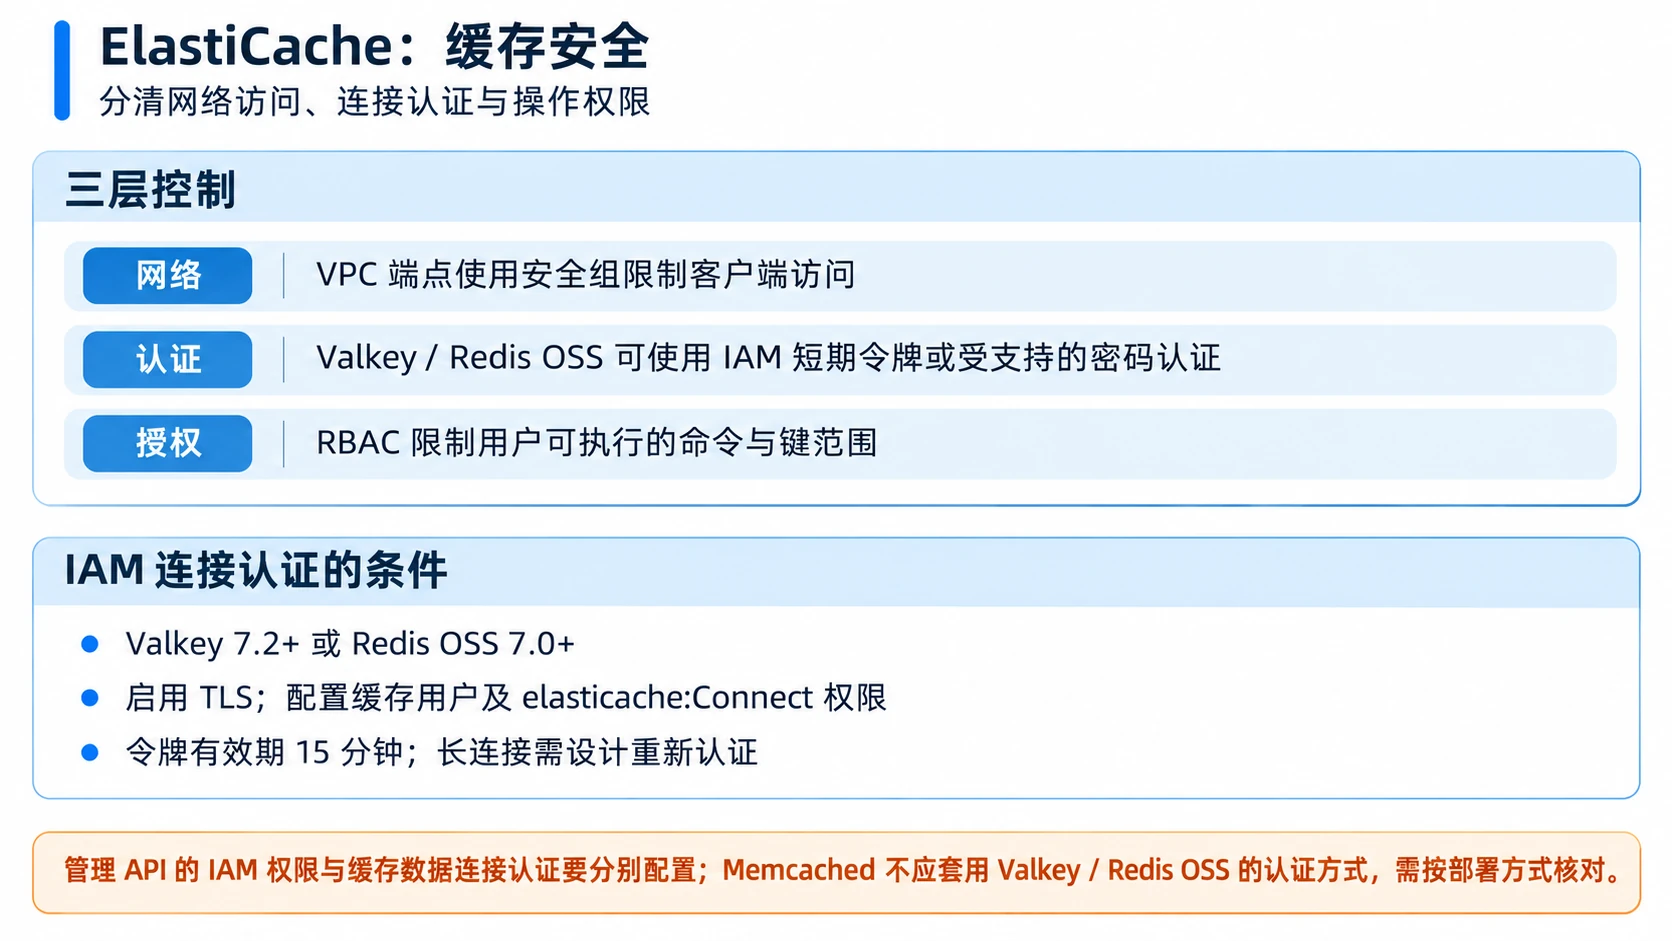 ElastiCache：缓存安全
分清网络访问、连接认证与操作权限
三层控制
网络
VPC 端点使用安全组限制客户端访问
认证
Valkey / Redis OSS 可使用 IAM 短期令牌或受支持的密码认证
授权
RBAC 限制用户可执行的命令与键范围
IAM 连接认证的条件
Valkey 7.2+ 或 Redis OSS 7.0+
启用 TLS；配置缓存用户及 elasticache:Connect 权限
令牌有效期 15 分钟；长连接需设计重新认证
管理 API 的 IAM 权限与缓存数据连接认证要分别配置；Memcached 不应套用 Valkey / Redis OSS 的认证方式，需按部署方式核对。